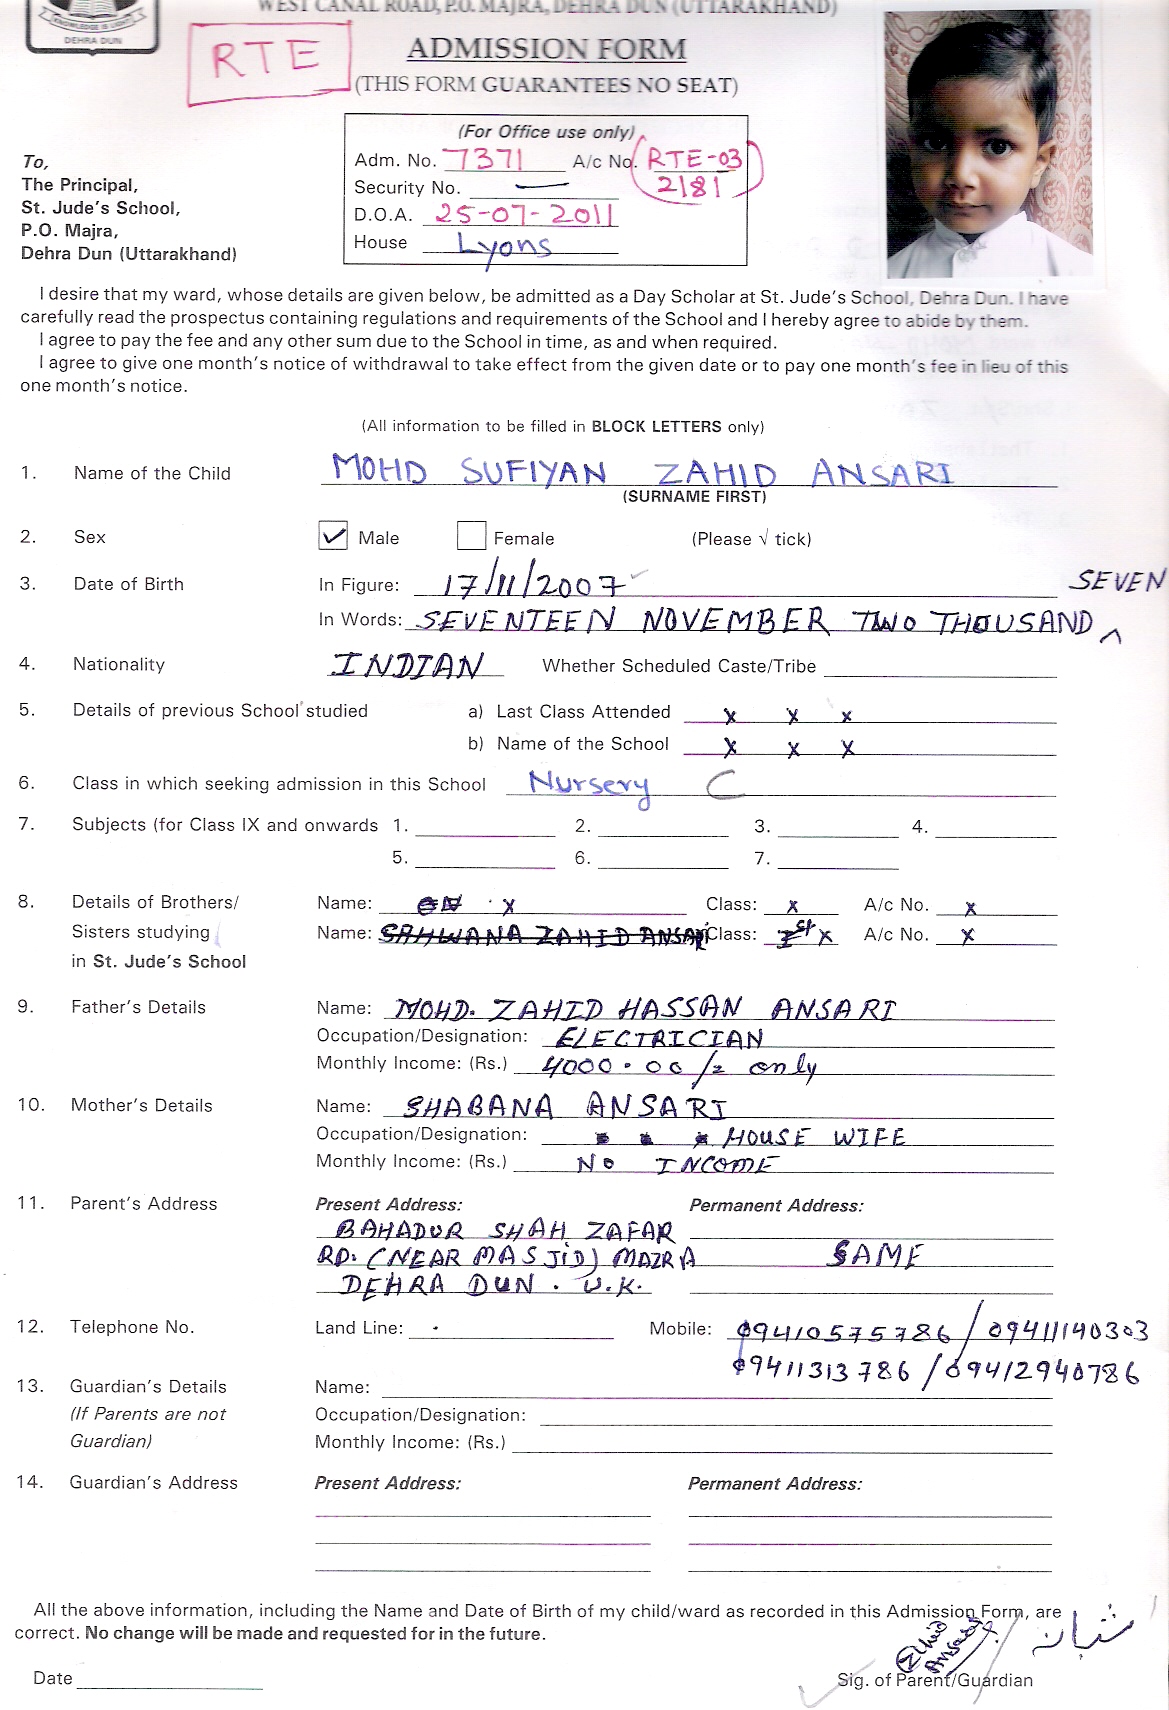 WEST CANAL ROAD, P.O. MAJRA, DEHRA DUN (UTTARAKHAND)
KNOWLEDGE IS LIGHT
DEHRA DUN
RTE
ADMISSION FORM
(THIS FORM GUARANTEES NO SEAT)
(For Office use only)
Adm. No. 7371 A/c No. RTE-03
2181
Security No. —
D.O.A. 25-07-2011
House Lyons
To,
The Principal,
St. Jude's School,
P.O. Majra,
Dehra Dun (Uttarakhand)
I desire that my ward, whose details are given below, be admitted as a Day Scholar at St. Jude's School, Dehra Dun. I have
carefully read the prospectus containing regulations and requirements of the School and I hereby agree to abide by them.
I agree to pay the fee and any other sum due to the School in time, as and when required.
I agree to give one month's notice of withdrawal to take effect from the given date or to pay one month's fee in lieu of this
one month's notice.
(All information to be filled in BLOCK LETTERS only)
1. Name of the Child MOHD SUFIYAN ZAHID ANSARI
(SURNAME FIRST)
2. Sex ✓ Male Female (Please √ tick)
3. Date of Birth In Figure: 17/11/2007
In Words: SEVENTEEN NOVEMBER TWO THOUSAND SEVEN
4. Nationality INDIAN Whether Scheduled Caste/Tribe
5. Details of previous School studied a) Last Class Attended x x x
b) Name of the School x x x
6. Class in which seeking admission in this School Nursery C
7. Subjects (for Class IX and onwards 1. 2. 3. 4.
5. 6. 7.
8. Details of Brothers/ Name: x Class: x A/c No. x
Sisters studying Name: ZAHID ANSARI Class: Ist x A/c No. x
in St. Jude's School
9. Father's Details Name: MOHD. ZAHID HASSAN ANSARI
Occupation/Designation: ELECTRICIAN
Monthly Income: (Rs.) 4000.00/= only
10. Mother's Details Name: SHABANA ANSARI
Occupation/Designation: HOUSE WIFE
Monthly Income: (Rs.) NO INCOME
11. Parent's Address Present Address: Permanent Address:
BAHADUR SHAH ZAFAR
RD. (NEAR MASJID) MAZRA SAME
DEHRA DUN. U.K.
12. Telephone No. Land Line: Mobile: 09410575786 / 09411140303
09411313786 / 09412940786
13. Guardian's Details Name:
(If Parents are not Occupation/Designation:
Guardian) Monthly Income: (Rs.)
14. Guardian's Address Present Address: Permanent Address:
All the above information, including the Name and Date of Birth of my child/ward as recorded in this Admission Form, are
correct. No change will be made and requested for in the future.
Zahid
Ansari / شبانہ
Date Sig. of Parent/Guardian